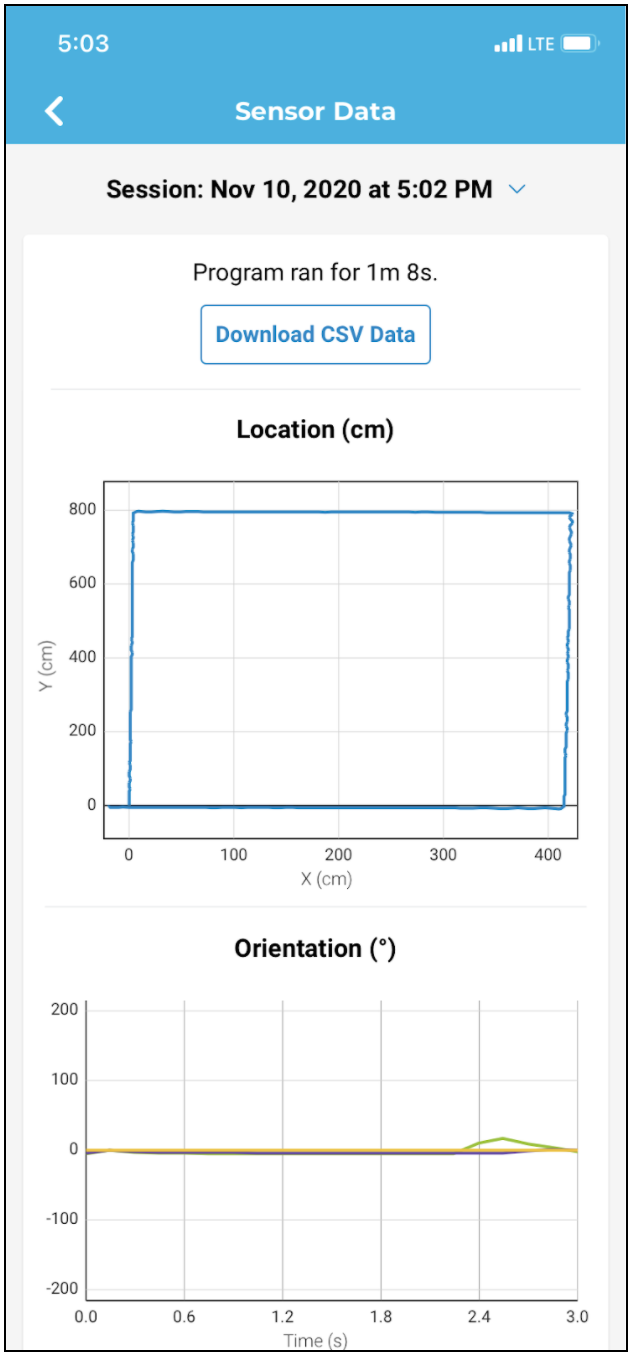 5:03 LTE
Sensor Data
Session: Nov 10, 2020 at 5:02 PM
Program ran for 1m 8s.
Download CSV Data
Location (cm)
800
600
400
200
0
Y (cm)
0 100 200 300 400
X (cm)
Orientation (°)
200
100
0
-100
-200
0.0 0.6 1.2 1.8 2.4 3.0
Time (s)